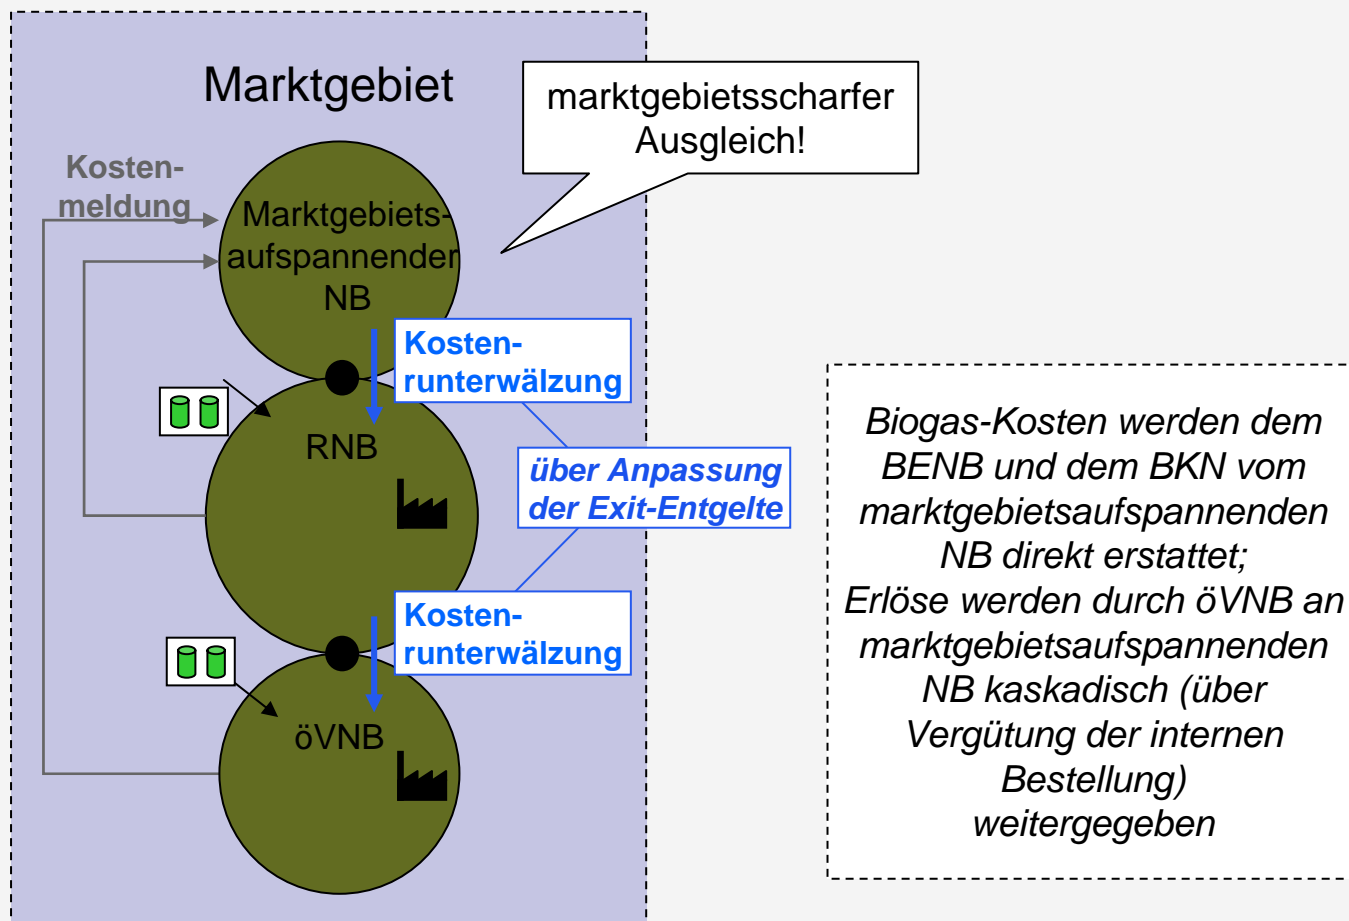 Marktgebiet
marktgebietsscharfer
Ausgleich!
Kosten-
meldung
Marktgebiets-
aufspannender
NB
Kosten-
runterwälzung
RNB
über Anpassung
der Exit-Entgelte
Kosten-
runterwälzung
öVNB
Biogas-Kosten werden dem
BENB und dem BKN vom
marktgebietsaufspannenden
NB direkt erstattet;
Erlöse werden durch öVNB an
marktgebietsaufspannenden
NB kaskadisch (über
Vergütung der internen
Bestellung)
weitergegeben